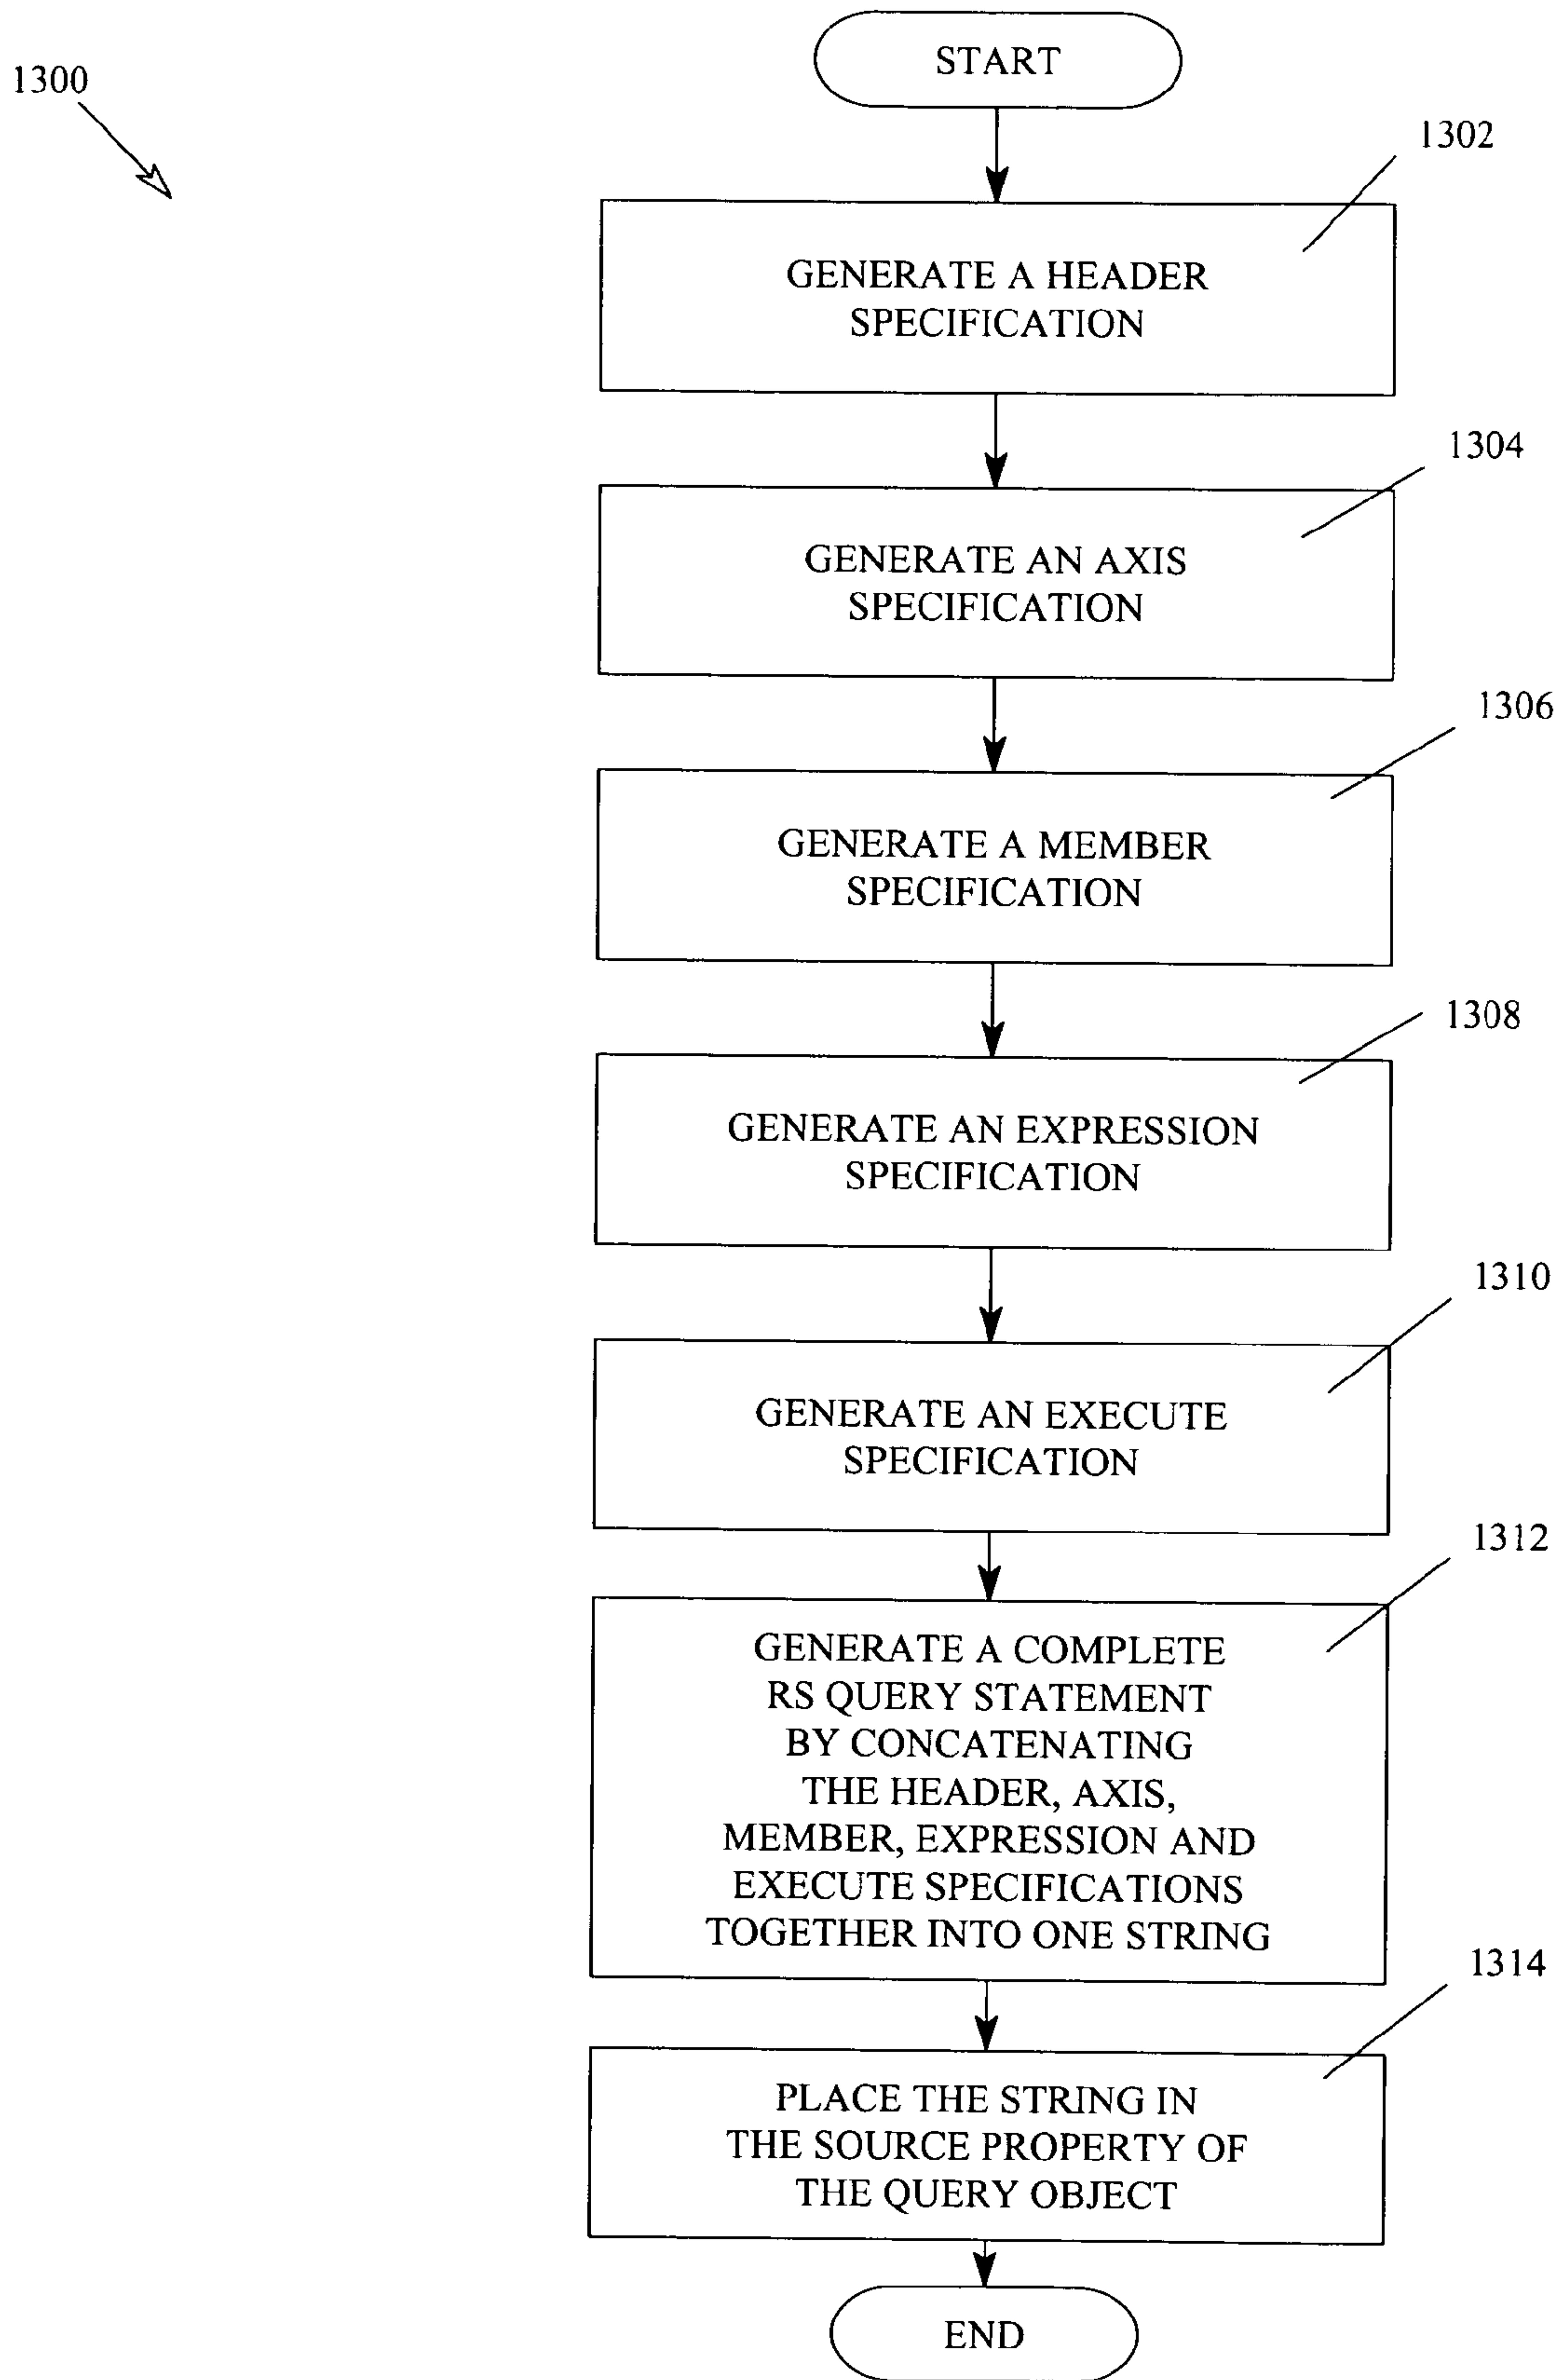 START
1300
1302
GENERATE A HEADER
SPECIFICATION
1304
GENERATE AN AXIS
SPECIFICATION
1306
GENERATE A MEMBER
SPECIFICATION
1308
GENERATE AN EXPRESSION
SPECIFICATION
1310
GENERATE AN EXECUTE
SPECIFICATION
1312
GENERATE A COMPLETE
RS QUERY STATEMENT
BY CONCATENATING
THE HEADER, AXIS,
MEMBER, EXPRESSION AND
EXECUTE SPECIFICATIONS
TOGETHER INTO ONE STRING
1314
PLACE THE STRING IN
THE SOURCE PROPERTY OF
THE QUERY OBJECT
END